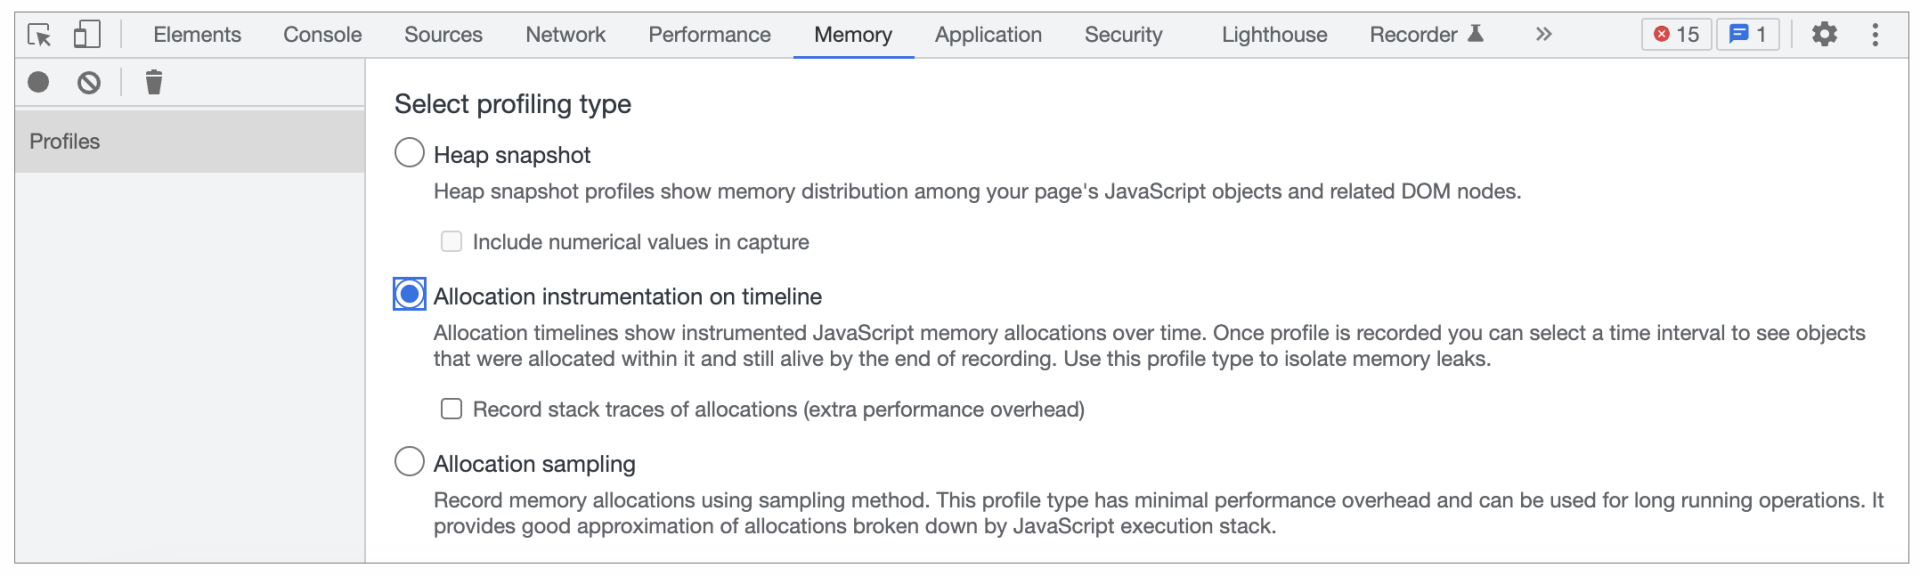 Elements Console Sources Network Performance Memory Application Security Lighthouse Recorder 15 1
Profiles
Select profiling type
Heap snapshot
Heap snapshot profiles show memory distribution among your page's JavaScript objects and related DOM nodes.
Include numerical values in capture
Allocation instrumentation on timeline
Allocation timelines show instrumented JavaScript memory allocations over time. Once profile is recorded you can select a time interval to see objects
that were allocated within it and still alive by the end of recording. Use this profile type to isolate memory leaks.
Record stack traces of allocations (extra performance overhead)
Allocation sampling
Record memory allocations using sampling method. This profile type has minimal performance overhead and can be used for long running operations. It
provides good approximation of allocations broken down by JavaScript execution stack.